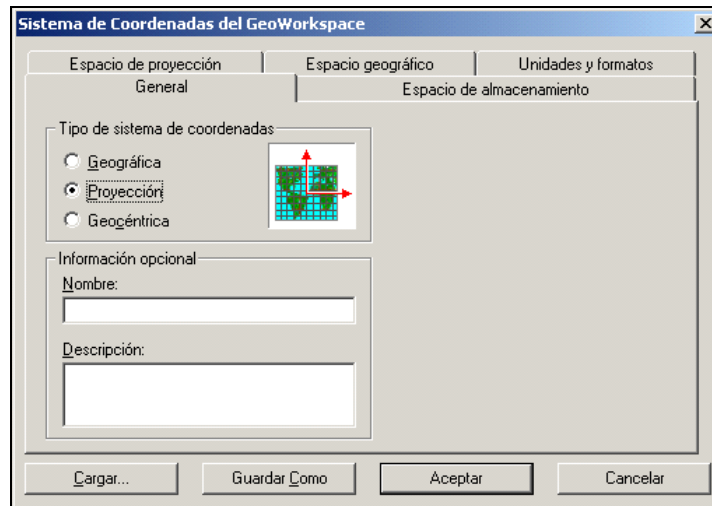 Sistema de Coordenadas del GeoWorkspace
Espacio de proyección
Espacio geográfico
Unidades y formatos
General
Espacio de almacenamiento
Tipo de sistema de coordenadas
Geográfica
Proyección
Geocéntrica
Información opcional
Nombre:
Descripción:
Cargar...
Guardar Como
Aceptar
Cancelar